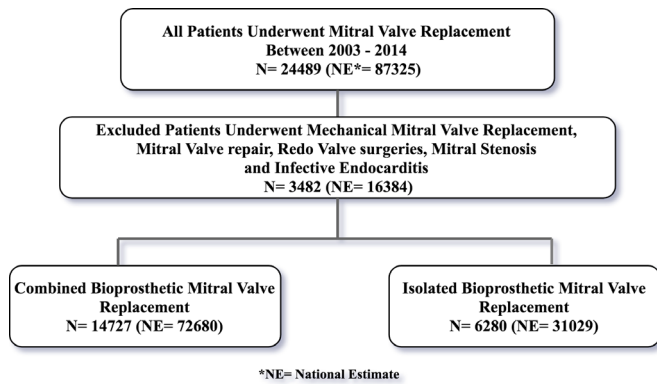 All Patients Underwent Mitral Valve Replacement
Between 2003 - 2014
N= 24489 (NE*= 87325)
Excluded Patients Underwent Mechanical Mitral Valve Replacement,
Mitral Valve repair, Redo Valve surgeries, Mitral Stenosis
and Infective Endocarditis
N= 3482 (NE= 16384)
Combined Bioprosthetic Mitral Valve
Replacement
N= 14727 (NE= 72680)
Isolated Bioprosthetic Mitral Valve
Replacement
N= 6280 (NE= 31029)
*NE= National Estimate